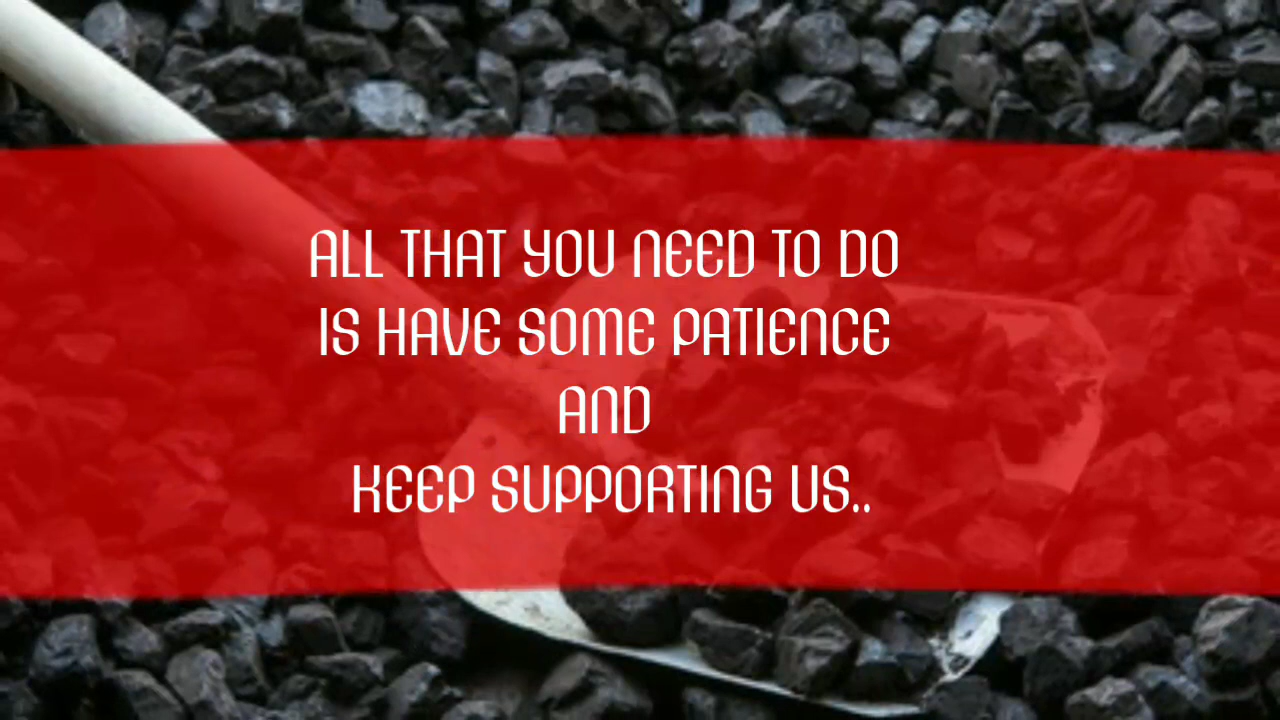 ALL THAT YOU NEED TO DO
IS HAVE SOME PATIENCE
AND
KEEP SUPPORTING US..